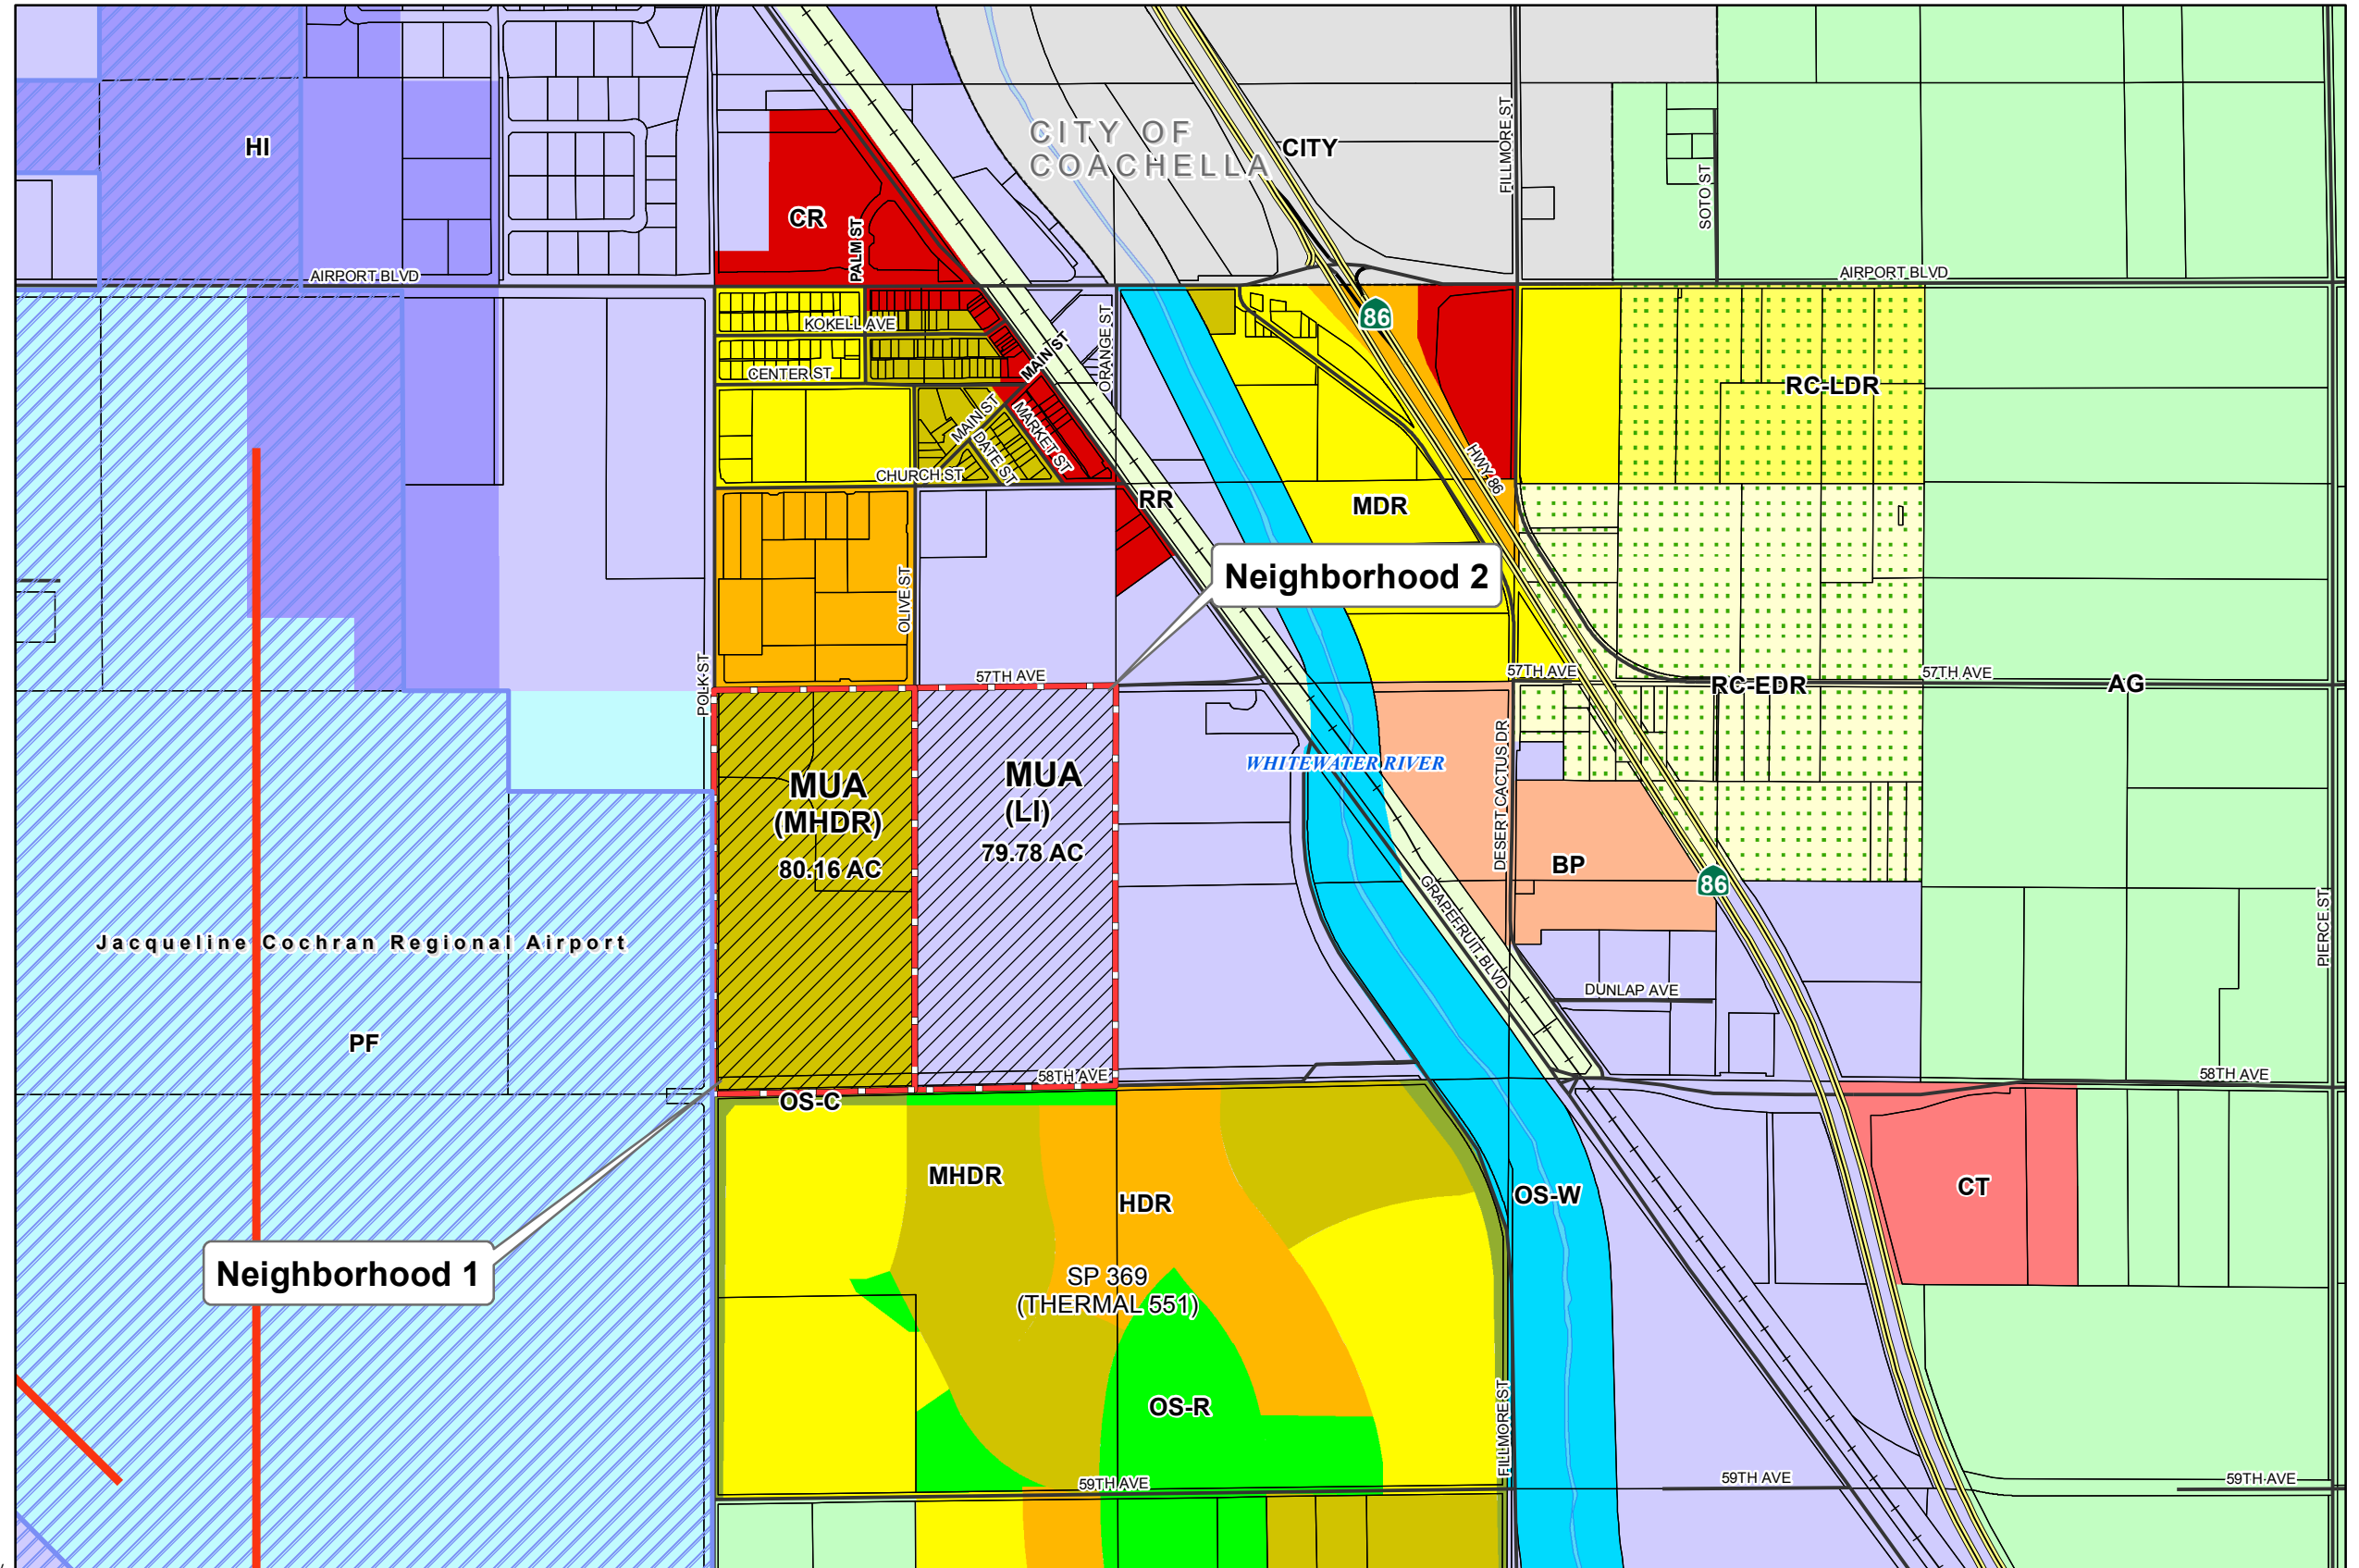 CITY OF
COACHELLA
CITY
HI
FILLMORE ST
SOTO ST
CR
PALM ST
AIRPORT BLVD
AIRPORT BLVD
86
KOKELL AVE
ORANGE ST
MAIN ST
CENTER ST
RC-LDR
MAIN ST
MARKET ST
DATE ST
CHURCH ST
HWY 86
RR
MDR
Neighborhood 2
OLIVE ST
POLK ST
57TH AVE
57TH AVE
57TH AVE
RC-EDR
AG
WHITEWATER RIVER
DESERT CACTUS DR
MUA
(MHDR)
80.16 AC
MUA
(LI)
79.78 AC
BP
86
GRAPEFRUIT BLVD
PIERCE ST
Jacqueline Cochran Regional Airport
DUNLAP AVE
PF
58TH AVE
58TH AVE
OS-C
MHDR
HDR
OS-W
CT
Neighborhood 1
SP 369
(THERMAL 551)
OS-R
FILLMORE ST
59TH AVE
59TH AVE
59TH AVE